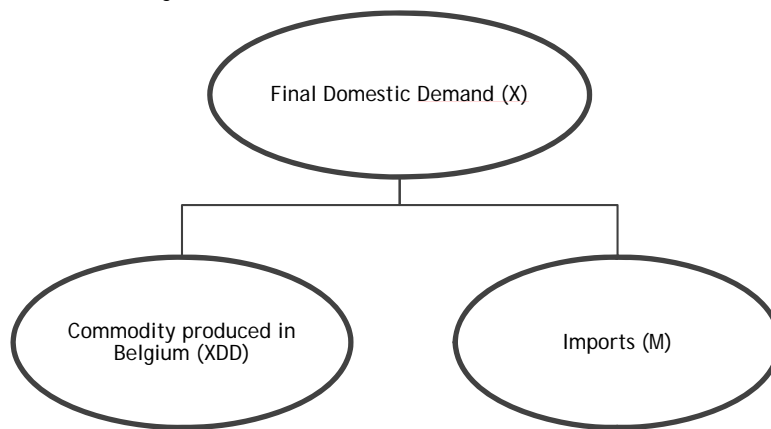 Final Domestic Demand (X)
Commodity produced in
Belgium (XDD)
Imports (M)